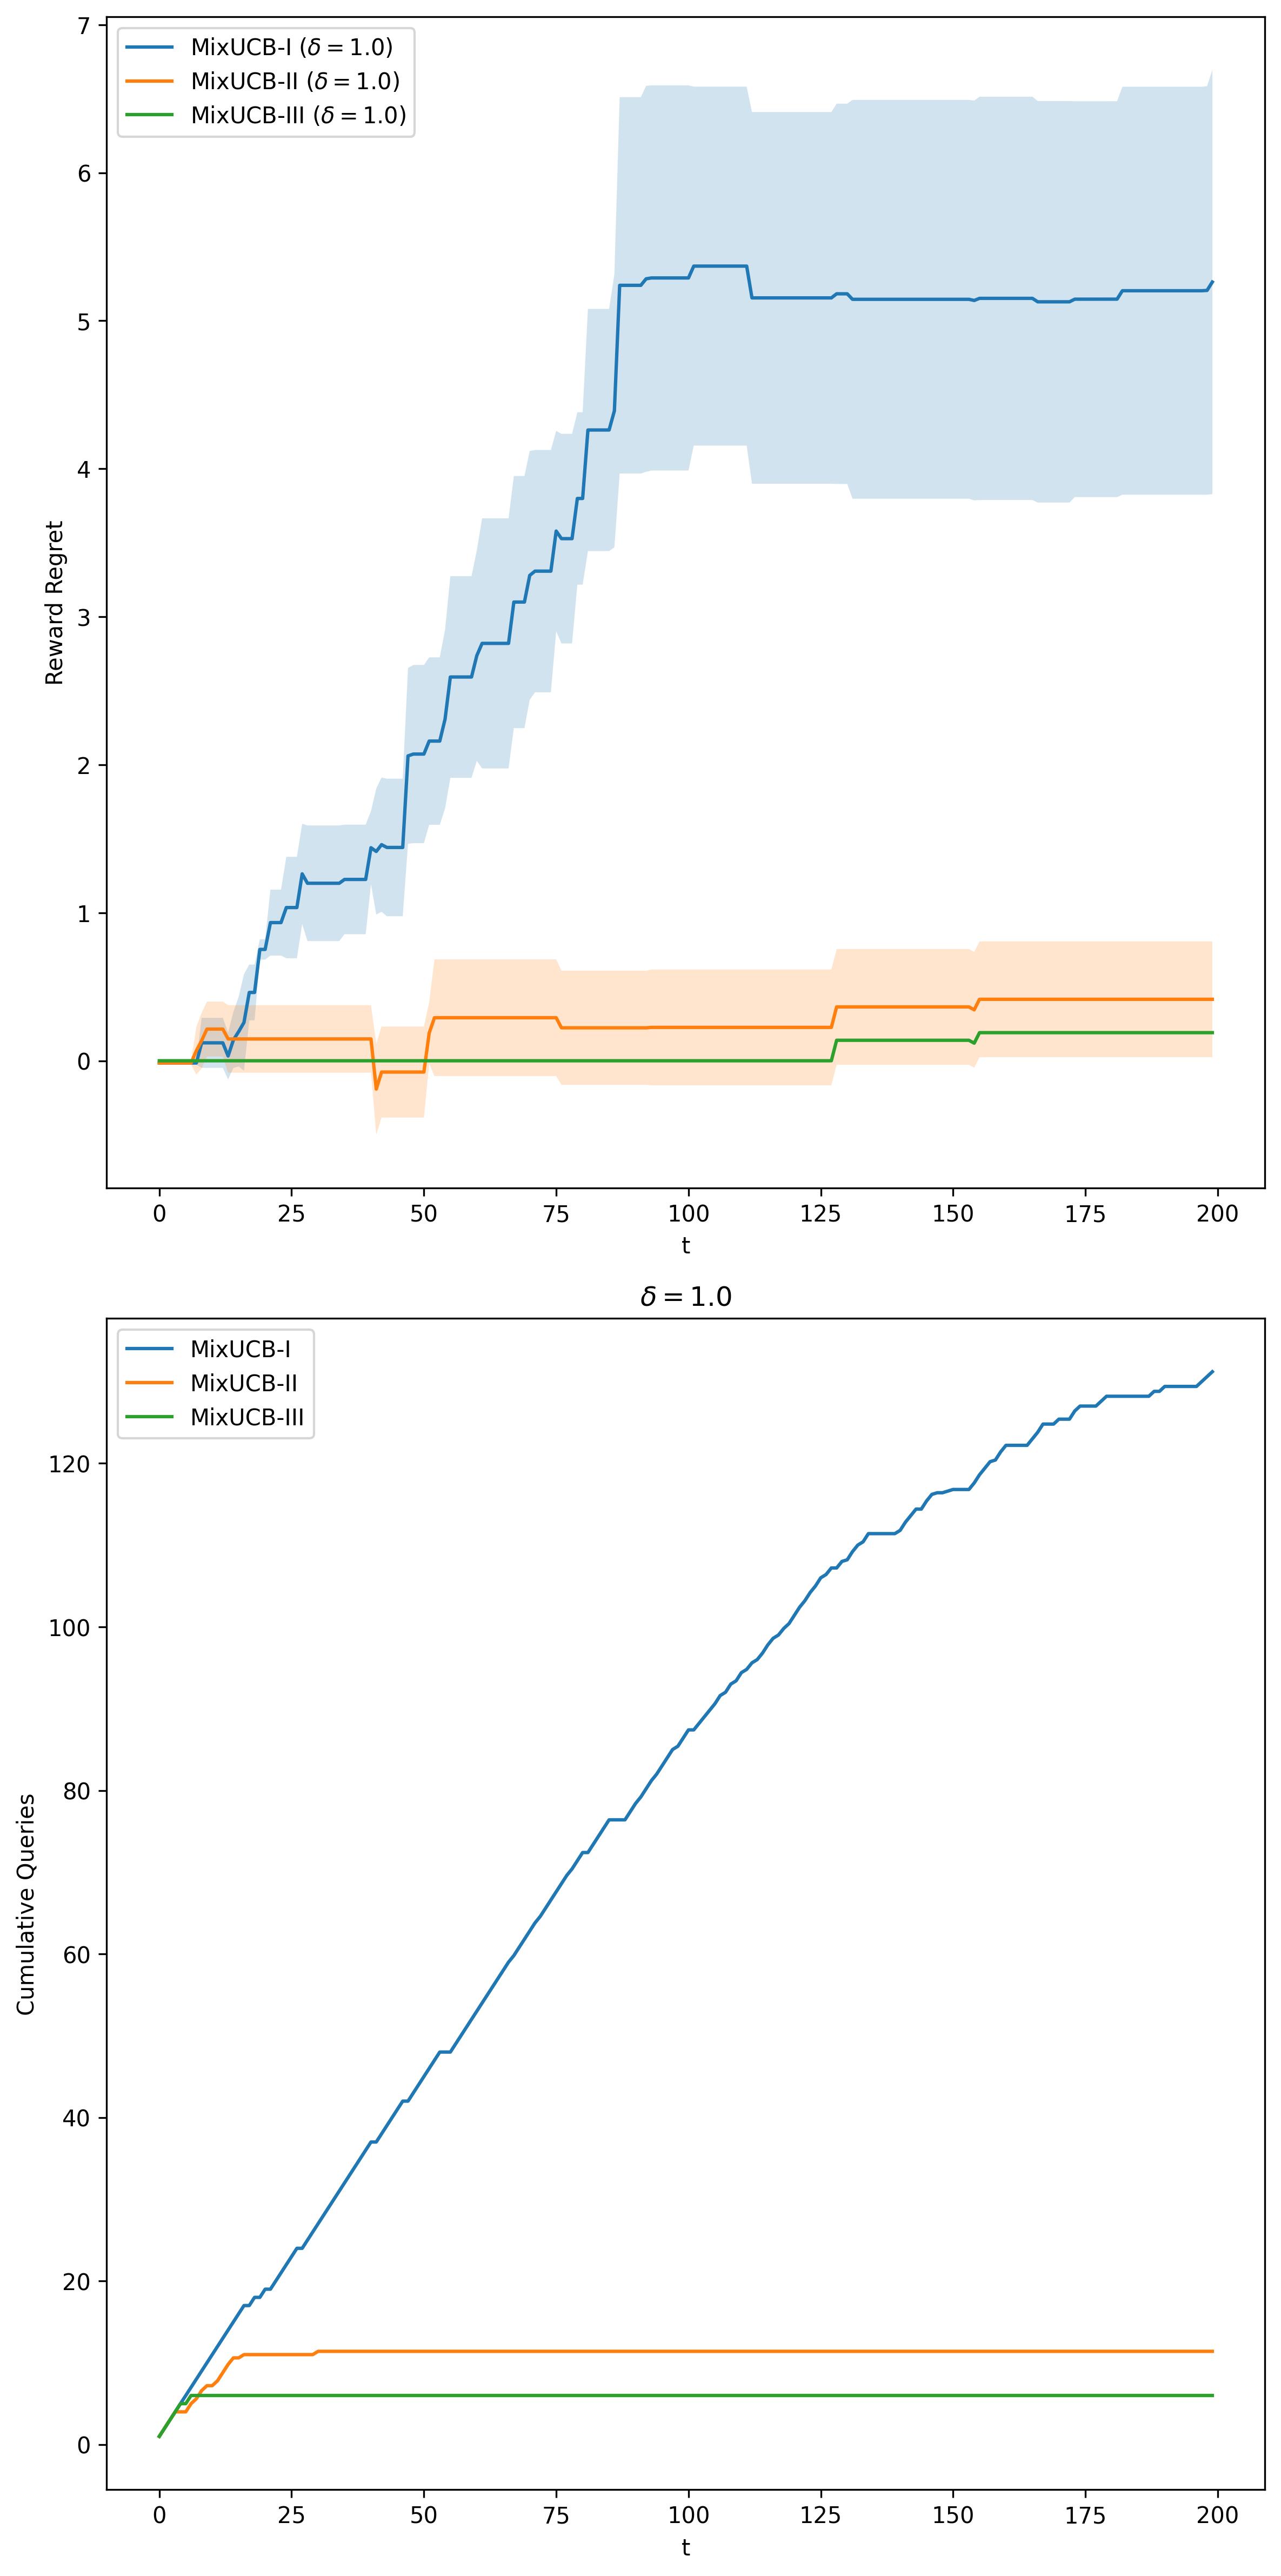 MixUCB-I (δ = 1.0)
MixUCB-II (δ = 1.0)
MixUCB-III (δ = 1.0)
7
6
5
4
3
2
1
0
Reward Regret
0 25 50 75 100 125 150 175 200
t
δ = 1.0
MixUCB-I
MixUCB-II
MixUCB-III
120
100
80
60
40
20
0
Cumulative Queries
0 25 50 75 100 125 150 175 200
t